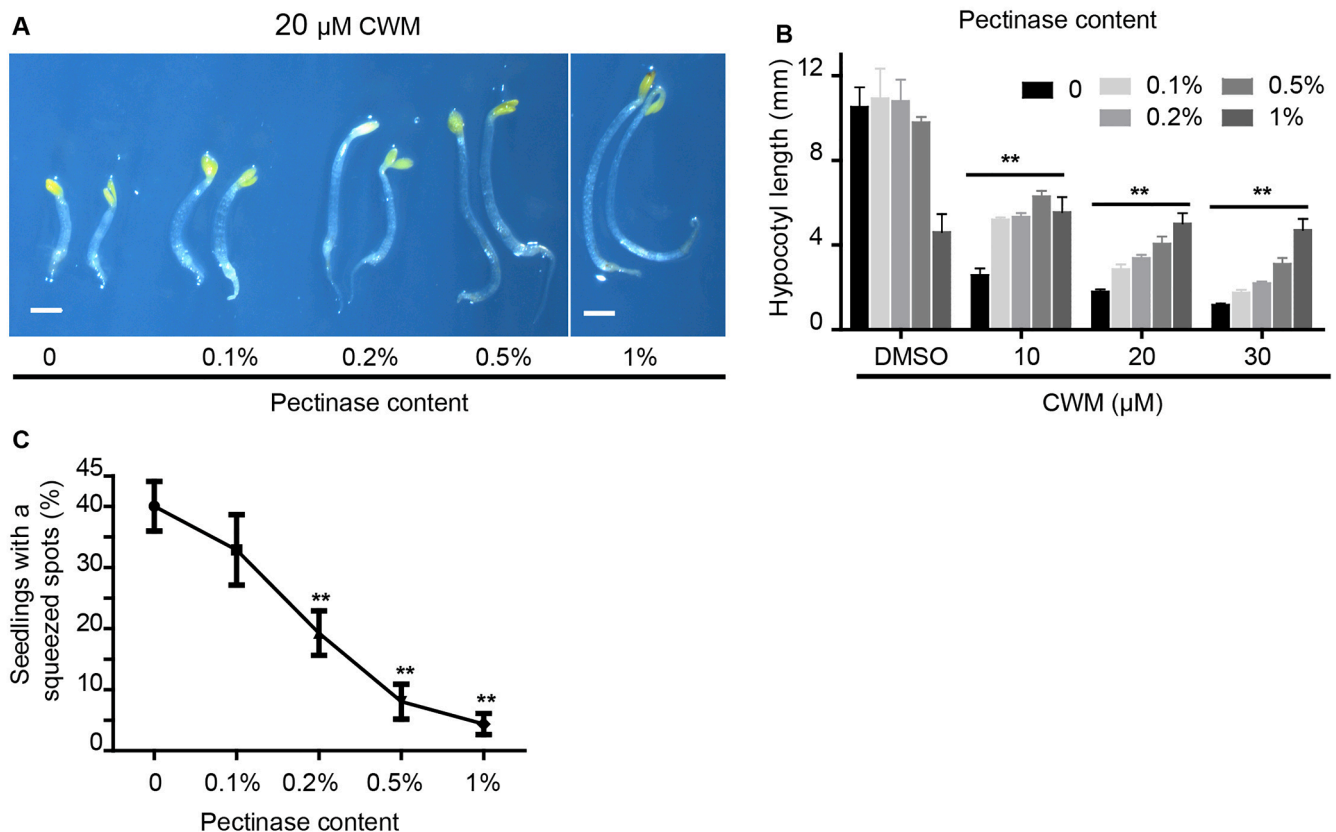 A
20 µM CWM
0 0.1% 0.2% 0.5% 1%
Pectinase content
B
Pectinase content
0 0.1% 0.5%
0.2% 1%
Hypocotyl length (mm)
12
8
4
0
** ** **
DMSO 10 20 30
CWM (µM)
C
Seedlings with a
squeezed spots (%)
45
40
30
20
10
0
** ** **
0 0.1% 0.2% 0.5% 1%
Pectinase content